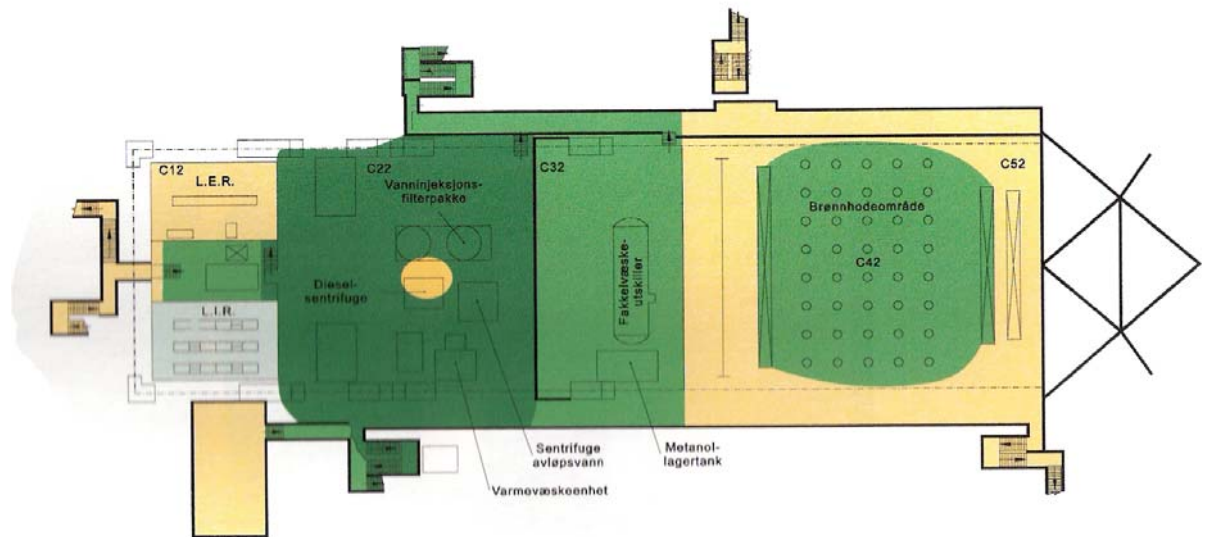 C12
L.E.R.
C22
Vanninjeksjons-
filterpakke
C32
C52
Brønnhodeområde
C42
Diesel-
sentrifuge
Fakkelvæske-
utskiller
L.I.R.
Sentrifuge
avløpsvann
Metanol-
lagertank
Varmevæskeenhet